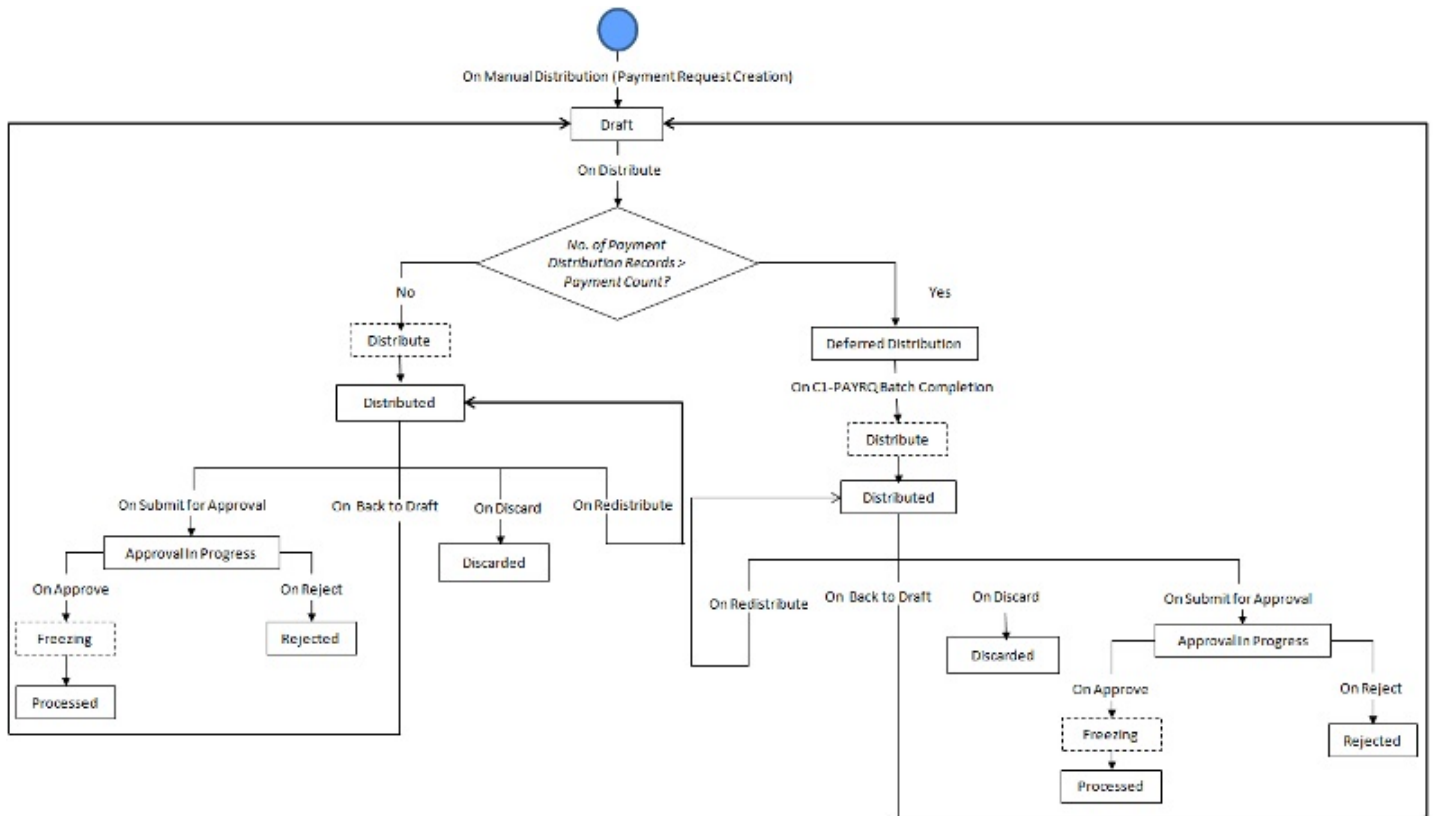 On Manual Distribution (Payment Request Creation)
Draft
On Distribute
No. of Payment
Distribution Records >
Payment Count?
No
Yes
Distribute
Deferred Distribution
On C1-PAYRQ Batch Completion
Distributed
Distribute
Distributed
On Submit for Approval
On Back to Draft
On Discard
On Redistribute
Approval In Progress
Discarded
On Approve
On Reject
Freezing
Rejected
Processed
On Redistribute
On Back to Draft
On Discard
On Submit for Approval
Discarded
Approval In Progress
On Approve
On Reject
Freezing
Rejected
Processed